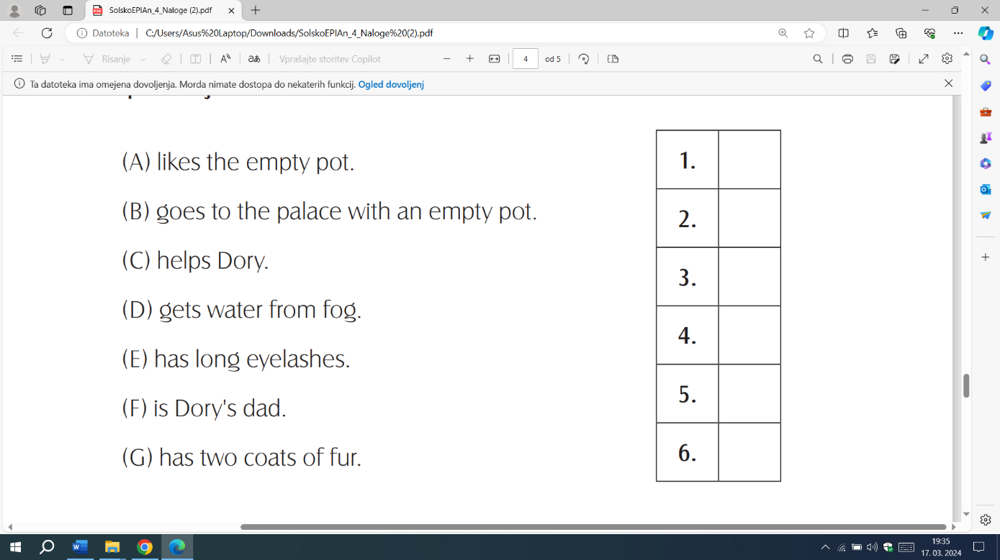 SolskoEPIAn_4_Naloge (2).pdf
Datoteka
C:/Users/Asus%20Laptop/Downloads/SolskoEPIAn_4_Naloge%20(2).pdf
Risanje
Vprašajte storitev Copilot
4
od 5
Ta datoteka ima omejena dovoljenja. Morda nimate dostopa do nekaterih funkcij. Ogled dovoljenj
(A) likes the empty pot.
(B) goes to the palace with an empty pot.
(C) helps Dory.
(D) gets water from fog.
(E) has long eyelashes.
(F) is Dory's dad.
(G) has two coats of fur.
1.
2.
3.
4.
5.
6.
19:35
17. 03. 2024